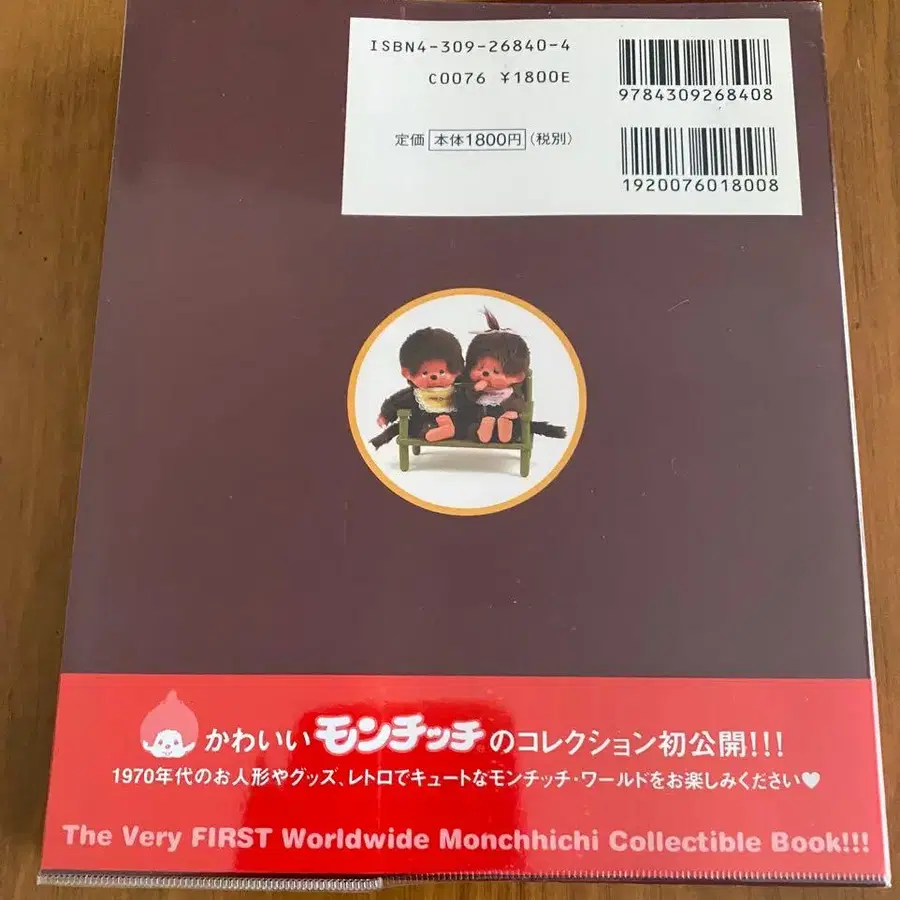 ISBN4-309-26840-4
C0076 ¥1800E
9784309268408
定価 本体1800円 (税別)
1920076018008
かわいいモンチッチのコレクション初公開!!!
1970年代のお人形やグッズ、レトロでキュートなモンチッチ・ワールドをお楽しみください♥
The Very FIRST Worldwide Monchhichi Collectible Book!!!